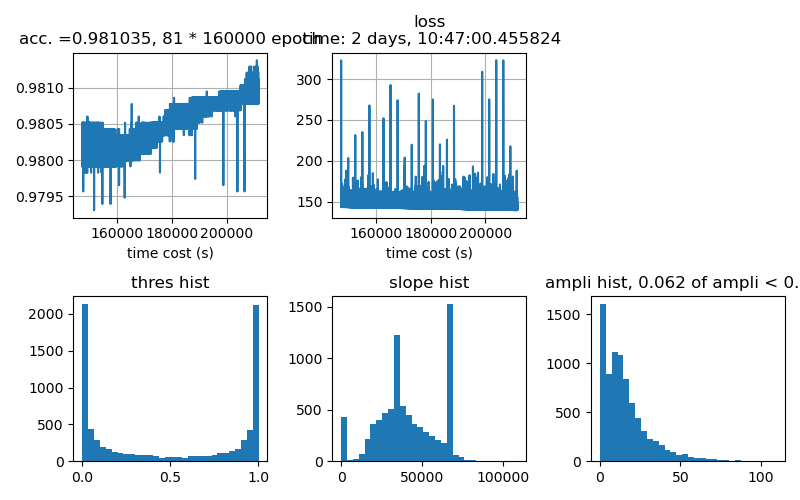 loss
acc. =0.981035, 81 * 160000 epoch
time: 2 days, 10:47:00.455824
0.9810
0.9805
0.9800
0.9795
160000 180000 200000
time cost (s)
300
250
200
150
160000 180000 200000
time cost (s)
thres hist
2000
1500
1000
500
0
0.0 0.5 1.0
slope hist
1500
1000
500
0
0 50000 100000
ampli hist, 0.062 of ampli < 0.
1500
1000
500
0
0 50 100